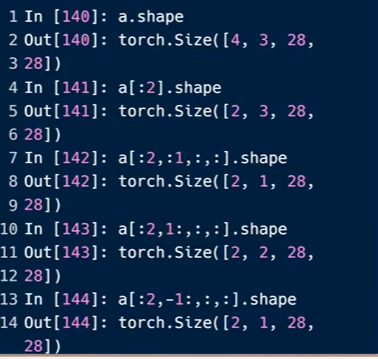 1 In [140]: a.shape
2 Out[140]: torch.Size([4, 3, 28,
3 28])
4 In [141]: a[:2].shape
5 Out[141]: torch.Size([2, 3, 28,
6 28])
7 In [142]: a[:2,:1,:,:].shape
8 Out[142]: torch.Size([2, 1, 28,
9 28])
10 In [143]: a[:2,1:,:,:].shape
11 Out[143]: torch.Size([2, 2, 28,
12 28])
13 In [144]: a[:2,-1:,:,:].shape
14 Out[144]: torch.Size([2, 1, 28,
28])